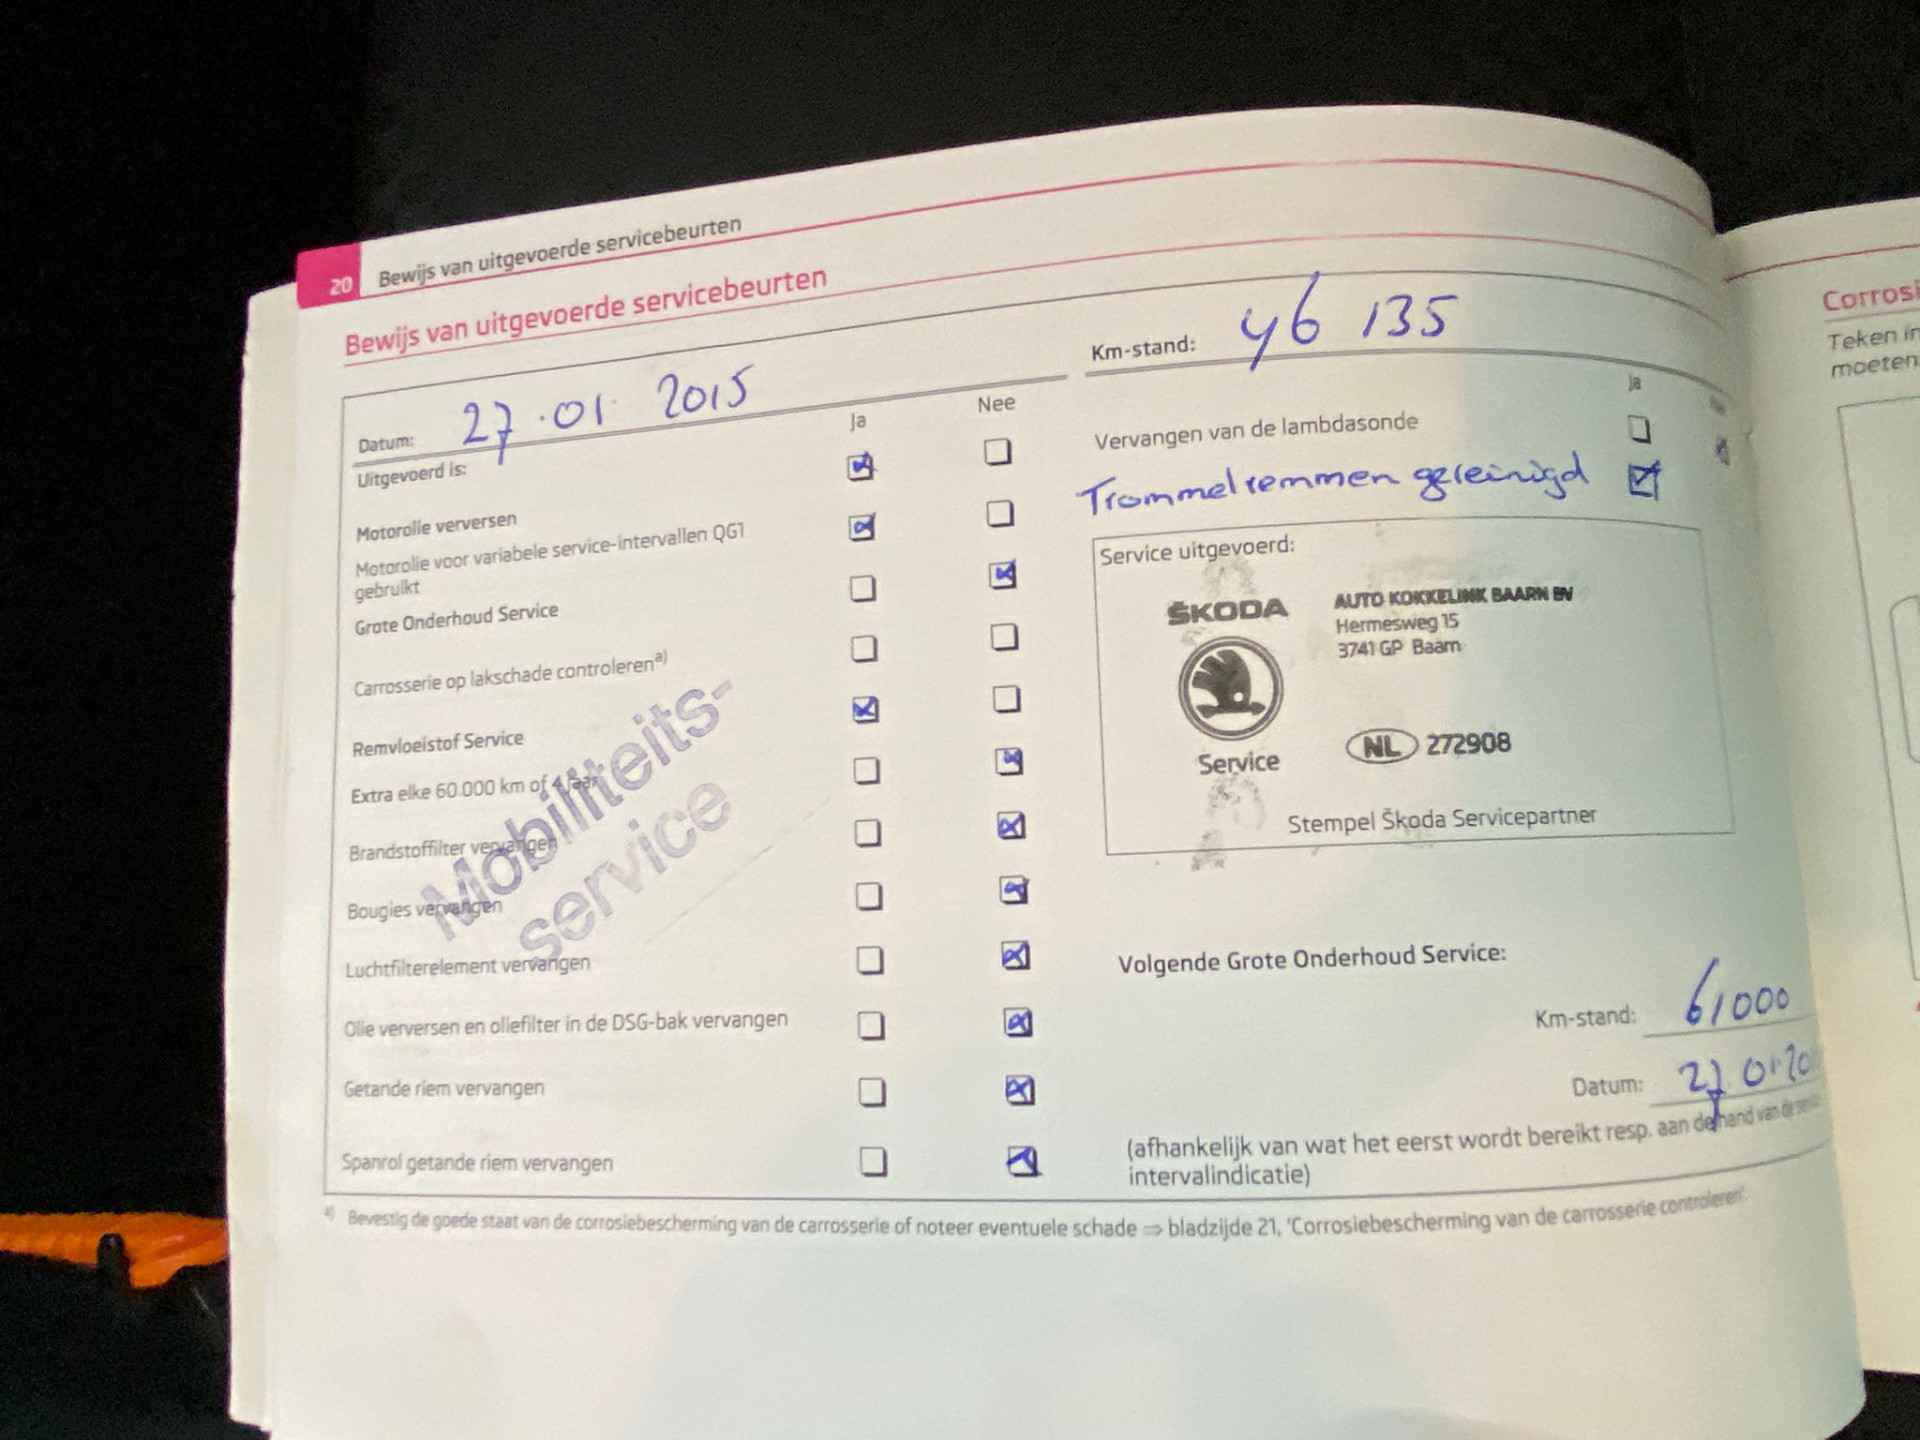 20 Bewijs van uitgevoerde servicebeurten
Bewijs van uitgevoerde servicebeurten
Datum: 27.01 2015
Uitgevoerd is:
Ja Nee
Motorolie verversen
Motorolie voor variabele service-intervallen QG1
gebruikt
Grote Onderhoud Service
Carrosserie op lakschade controleren a)
Remvloeistof Service
Extra elke 60.000 km of 4 jaar
Brandstoffilter vervangen
Bougies vervangen
Luchtfilterelement vervangen
Olie verversen en oliefilter in de DSG-bak vervangen
Getande riem vervangen
Spanrol getande riem vervangen
Mobiliteits-
service
Km-stand: 46 135
Ja
Vervangen van de lambdasonde
Trommelremmen gereinigd
Service uitgevoerd:
ŠKODA
Service
AUTO KOKKELINK BAARN BV
Hermesweg 15
3741 GP Baarn
NL 272908
Stempel Škoda Servicepartner
Volgende Grote Onderhoud Service:
Km-stand: 61000
Datum: 27 01.20
(afhankelijk van wat het eerst wordt bereikt resp. aan de hand van de
intervalindicatie)
a) Bevestig de goede staat van de corrosiebescherming van de carrosserie of noteer eventuele schade ⇒ bladzijde 21, 'Corrosiebescherming van de carrosserie controleren'.
Corrosi
Teken in
moeten